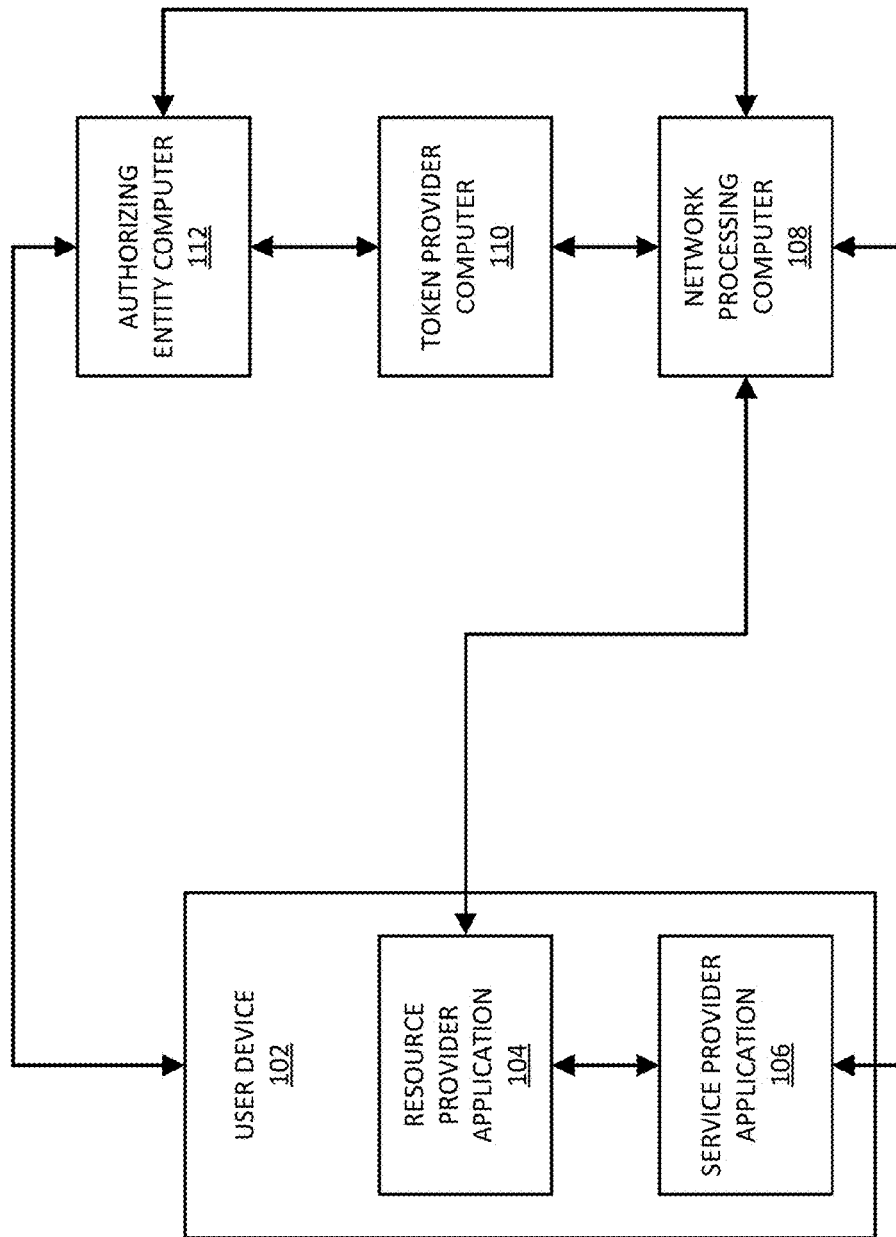 USER DEVICE
102
RESOURCE
PROVIDER
APPLICATION
104
SERVICE PROVIDER
APPLICATION
106
AUTHORIZING
ENTITY COMPUTER
112
TOKEN PROVIDER
COMPUTER
110
NETWORK
PROCESSING
COMPUTER
108